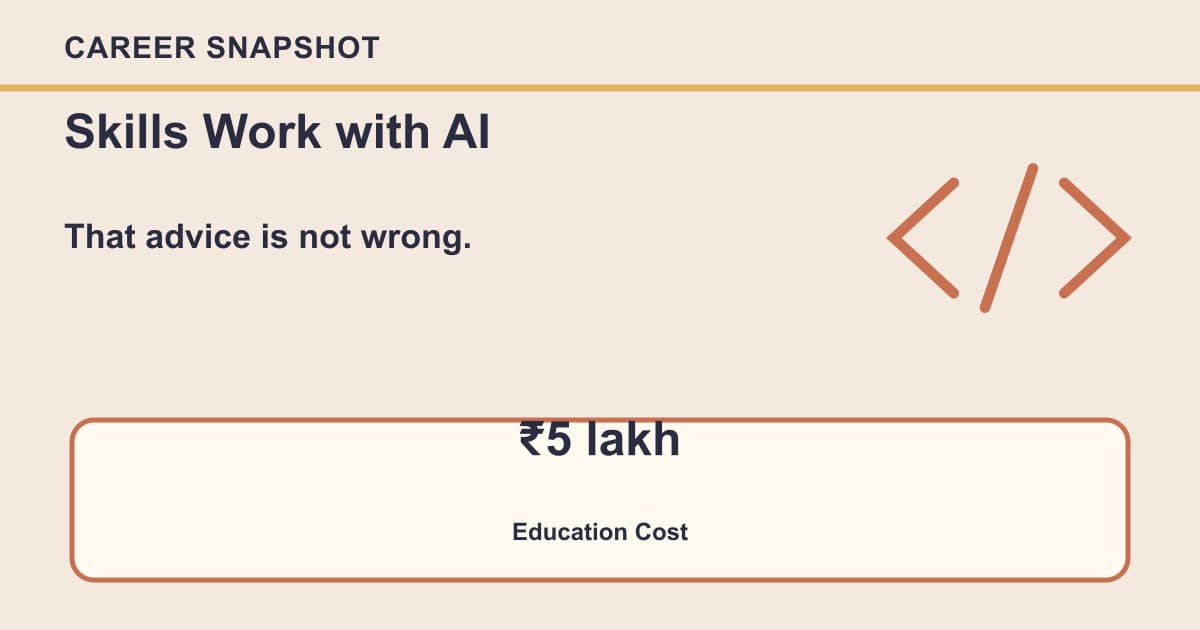 CAREER SNAPSHOT
Skills Work with AI
That advice is not wrong.
₹5 lakh
Education Cost